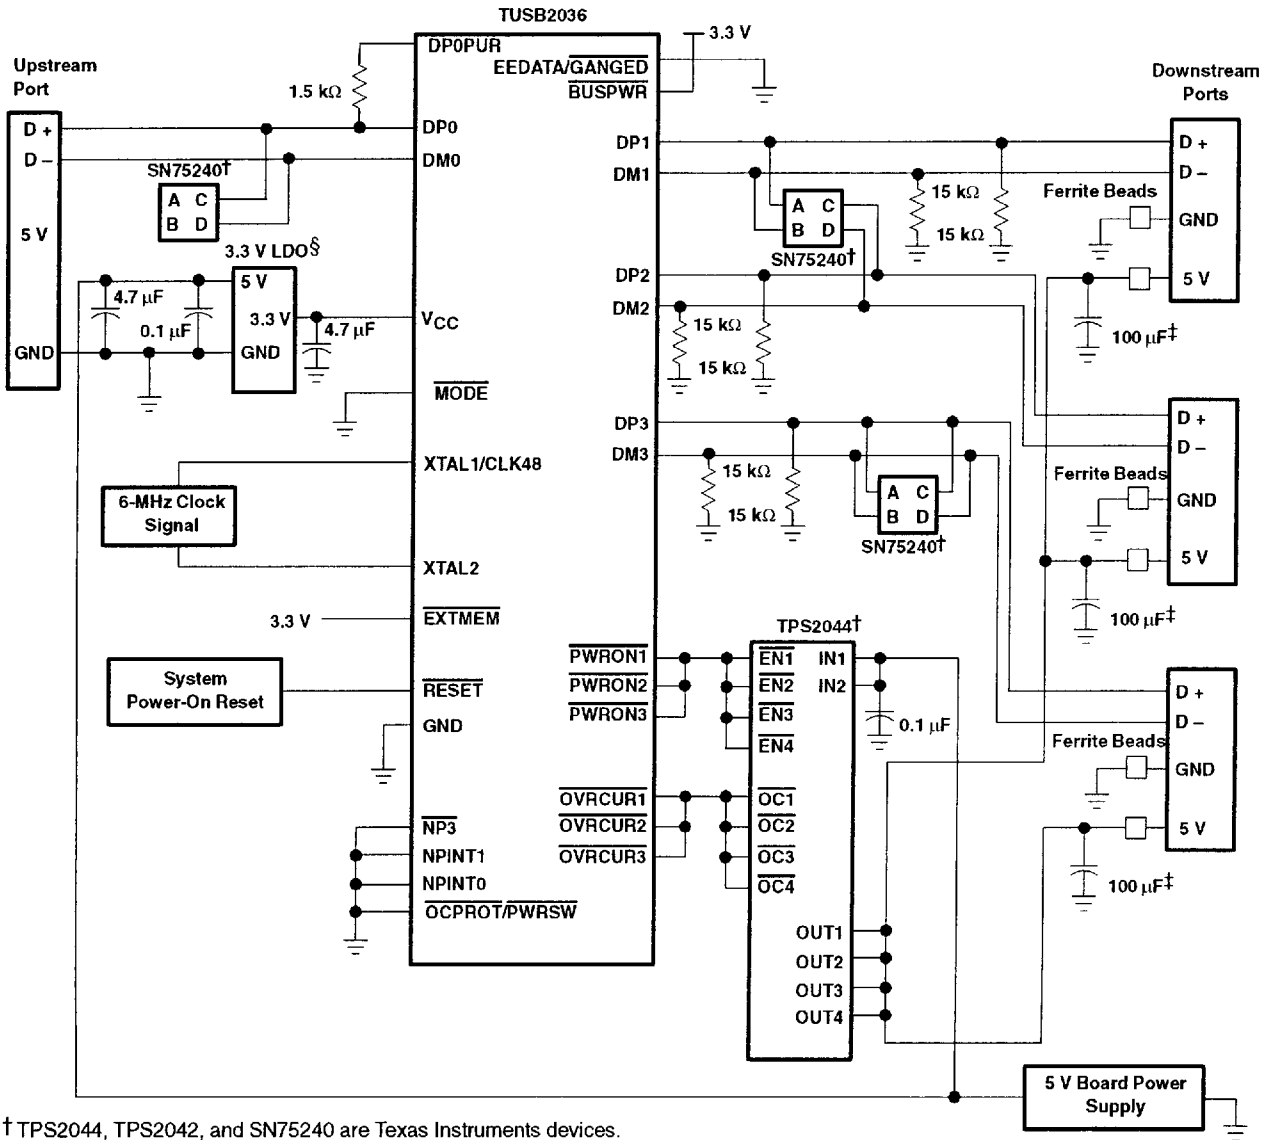 TUSB2036
Upstream
Port
D +
D –
5 V
GND
1.5 kΩ
SN75240†
A C
B D
3.3 V LDO§
5 V
3.3 V
GND
4.7 µF
0.1 µF
4.7 µF
6-MHz Clock
Signal
3.3 V
System
Power-On Reset
DP0PUR
DP0
DM0
VCC
MODE
XTAL1/CLK48
XTAL2
EXTMEM
RESET
GND
NP3
NPINT1
NPINT0
OCPROT/PWRSW
EEDATA/GANGED
BUSPWR
DP1
DM1
DP2
DM2
DP3
DM3
PWRON1
PWRON2
PWRON3
OVRCUR1
OVRCUR2
OVRCUR3
3.3 V
A C
B D
SN75240†
15 kΩ
15 kΩ
15 kΩ
15 kΩ
15 kΩ
15 kΩ
A C
B D
SN75240†
TPS2044†
EN1
EN2
EN3
EN4
OC1
OC2
OC3
OC4
IN1
IN2
OUT1
OUT2
OUT3
OUT4
0.1 µF
Downstream
Ports
D +
D –
Ferrite Beads
GND
5 V
100 µF‡
D +
D –
Ferrite Beads
GND
5 V
100 µF‡
D +
D –
Ferrite Beads
GND
5 V
100 µF‡
5 V Board Power
Supply
† TPS2044, TPS2042, and SN75240 are Texas Instruments devices.